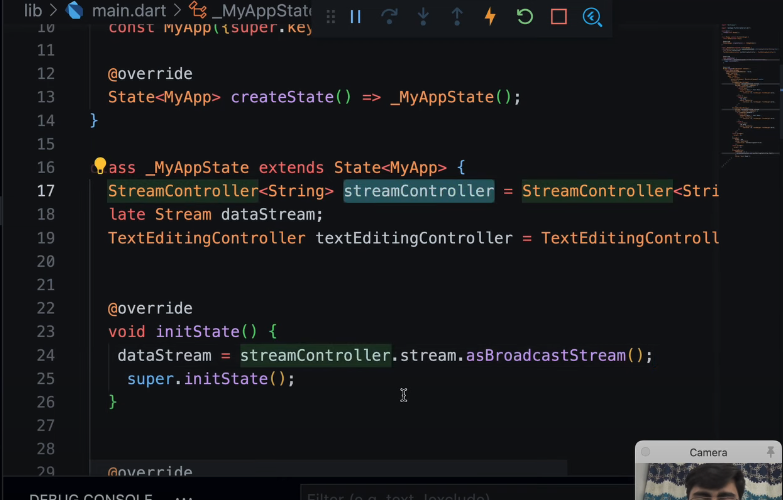 lib > main.dart > _MyAppStat
10 const MyApp({super.key
11
12 @override
13 State<MyApp> createState() => _MyAppState();
14 }
15
16 ass _MyAppState extends State<MyApp> {
17 StreamController<String> streamController = StreamController<Stri
18 late Stream dataStream;
19 TextEditingController textEditingController = TextEditingControll
20
21
22 @override
23 void initState() {
24 dataStream = streamController.stream.asBroadcastStream();
25 super.initState();
26 }
27
28
29 @override
Camera
DEBUG CONSOLE ... Filter (e.g. text, !exclude)